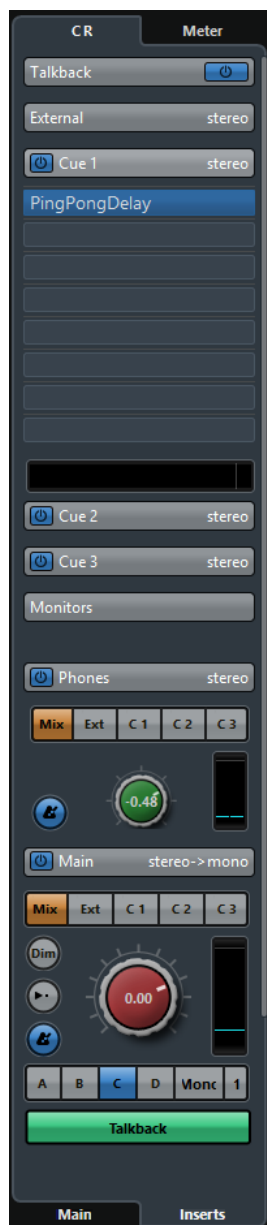 CR Meter
Talkback
External stereo
Cue 1 stereo
PingPongDelay
Cue 2 stereo
Cue 3 stereo
Monitors
Phones stereo
Mix Ext C 1 C 2 C 3
-0.48
Main stereo->mono
Mix Ext C 1 C 2 C 3
Dim
0.00
A B C D Mono 1
Talkback
Main Inserts